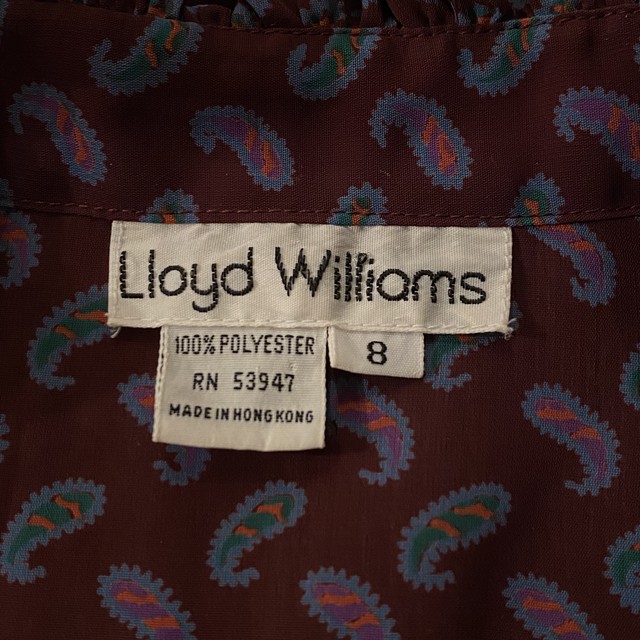 Lloyd Williams
100% POLYESTER
RN 53947
MADE IN HONG KONG
8